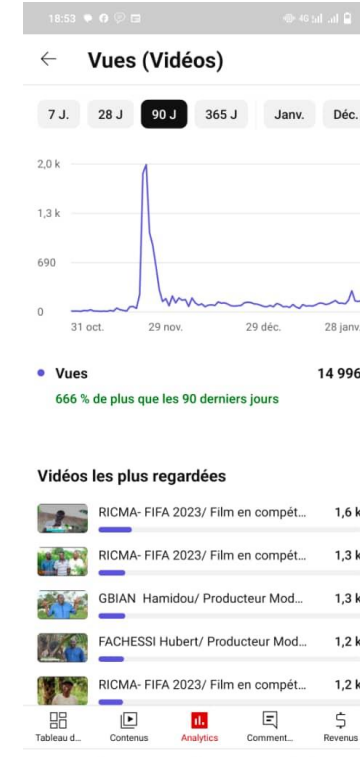 18:53
4G
Vues (Vidéos)
7 J. 28 J 90 J 365 J Janv. Déc.
2,0 k
1,3 k
690
0
31 oct. 29 nov. 29 déc. 28 janv.
Vues 14 996
666 % de plus que les 90 derniers jours
Vidéos les plus regardées
RICMA- FIFA 2023/ Film en compét... 1,6 k
RICMA- FIFA 2023/ Film en compét... 1,3 k
GBIAN Hamidou/ Producteur Mod... 1,3 k
FACHESSI Hubert/ Producteur Mod... 1,2 k
RICMA- FIFA 2023/ Film en compét... 1,2 k
Tableau d... Contenus Analytics Comment... Revenus